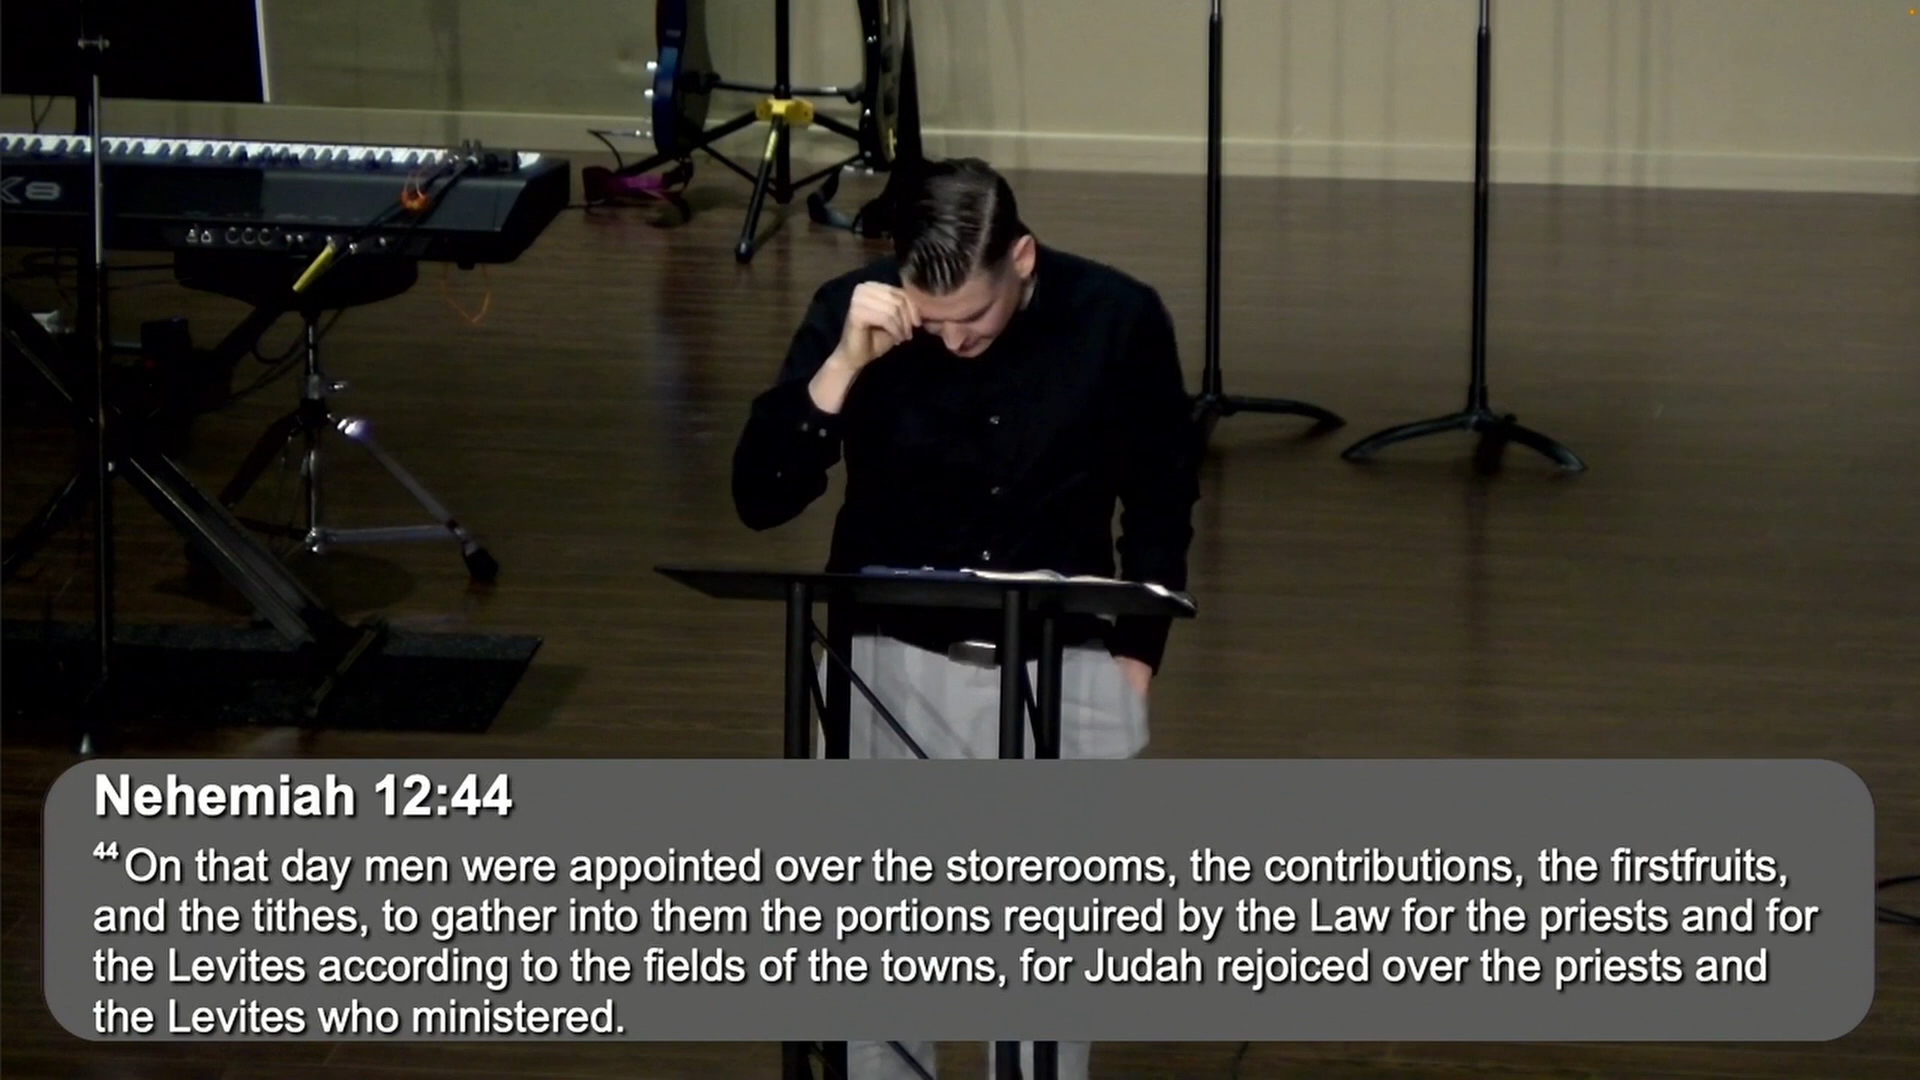 K8
Nehemiah 12:44
44 On that day men were appointed over the storerooms, the contributions, the firstfruits,
and the tithes, to gather into them the portions required by the Law for the priests and for
the Levites according to the fields of the towns, for Judah rejoiced over the priests and
the Levites who ministered.